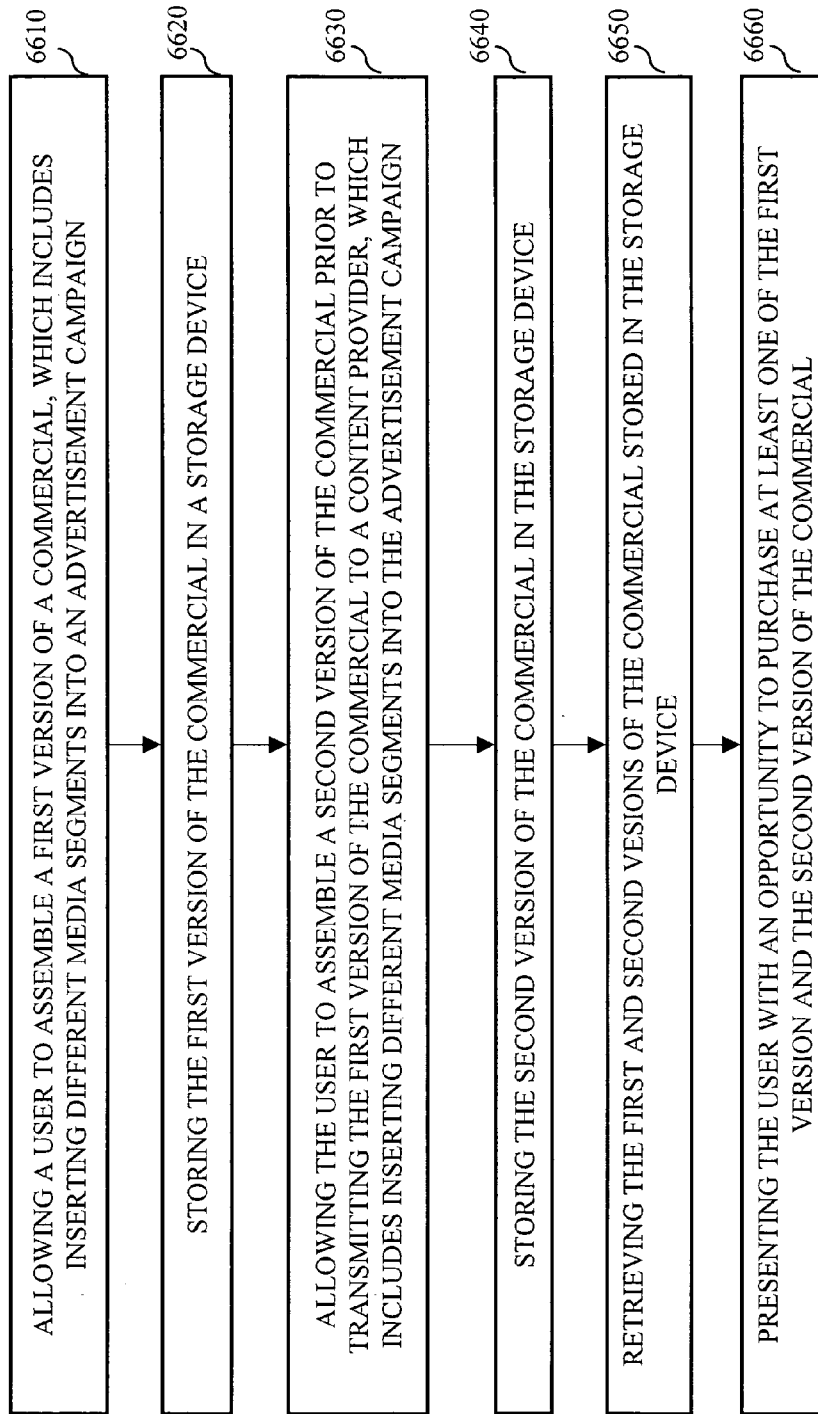 ALLOWING A USER TO ASSEMBLE A FIRST VERSION OF A COMMERCIAL, WHICH INCLUDES
INSERTING DIFFERENT MEDIA SEGMENTS INTO AN ADVERTISEMENT CAMPAIGN
6610
STORING THE FIRST VERSION OF THE COMMERCIAL IN A STORAGE DEVICE
6620
ALLOWING THE USER TO ASSEMBLE A SECOND VERSION OF THE COMMERCIAL PRIOR TO
TRANSMITTING THE FIRST VERSION OF THE COMMERCIAL TO A CONTENT PROVIDER, WHICH
INCLUDES INSERTING DIFFERENT MEDIA SEGMENTS INTO THE ADVERTISEMENT CAMPAIGN
6630
STORING THE SECOND VERSION OF THE COMMERCIAL IN THE STORAGE DEVICE
6640
RETRIEVING THE FIRST AND SECOND VESIONS OF THE COMMERCIAL STORED IN THE STORAGE
DEVICE
6650
PRESENTING THE USER WITH AN OPPORTUNITY TO PURCHASE AT LEAST ONE OF THE FIRST
VERSION AND THE SECOND VERSION OF THE COMMERCIAL
6660